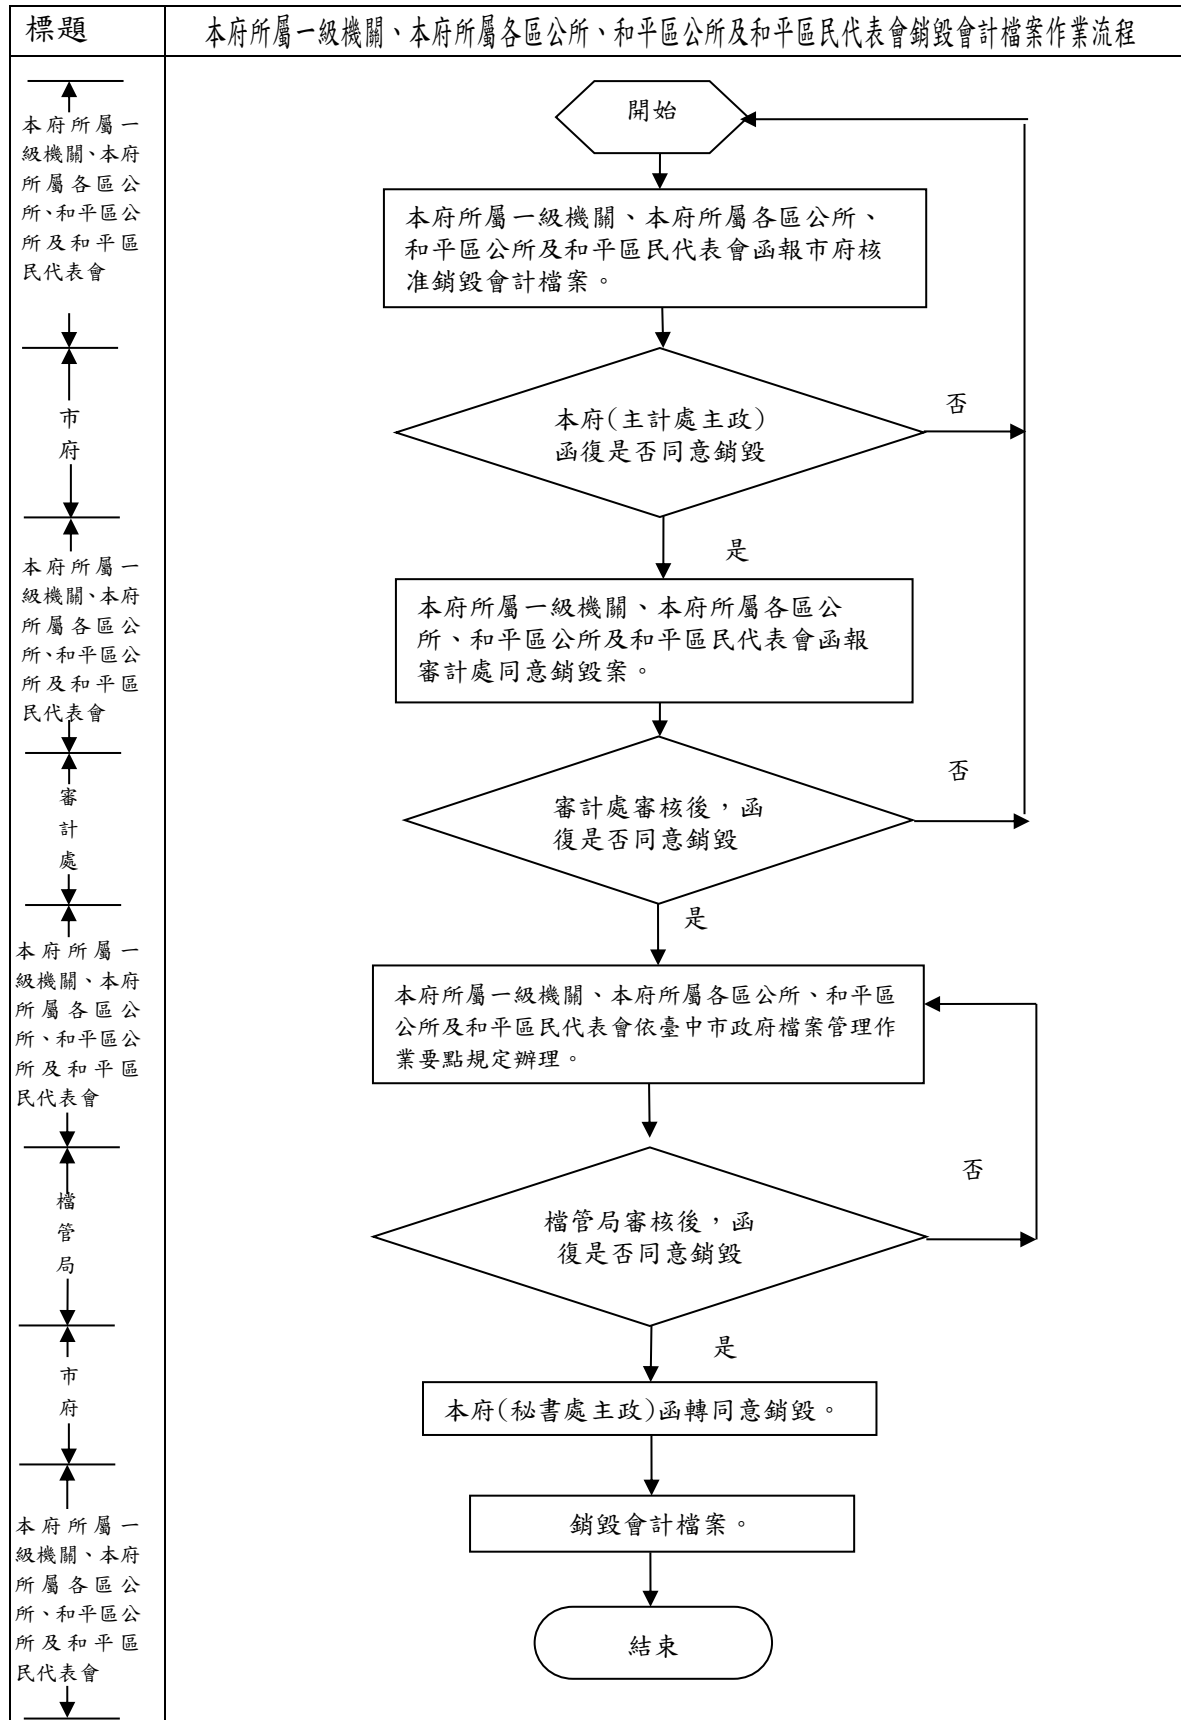 標題
本府所屬一級機關、本府所屬各區公所、和平區公所及和平區民代表會銷毀會計檔案作業流程
本府所屬一
級機關、本府
所屬各區公
所、和平區公
所及和平區
民代表會
開始
本府所屬一級機關、本府所屬各區公所、
和平區公所及和平區民代表會函報市府核
准銷毀會計檔案。
市
府
本府(主計處主政)
函復是否同意銷毀
否
是
本府所屬一
級機關、本府
所屬各區公
所、和平區公
所及和平區
民代表會
本府所屬一級機關、本府所屬各區公
所、和平區公所及和平區民代表會函報
審計處同意銷毀案。
審
計
處
審計處審核後，函
復是否同意銷毀
否
是
本府所屬一
級機關、本府
所屬各區公
所、和平區公
所及和平區
民代表會
本府所屬一級機關、本府所屬各區公所、和平區
公所及和平區民代表會依臺中市政府檔案管理作
業要點規定辦理。
檔
管
局
檔管局審核後，函
復是否同意銷毀
否
是
市
府
本府(秘書處主政)函轉同意銷毀。
本府所屬一
級機關、本府
所屬各區公
所、和平區公
所及和平區
民代表會
銷毀會計檔案。
結束